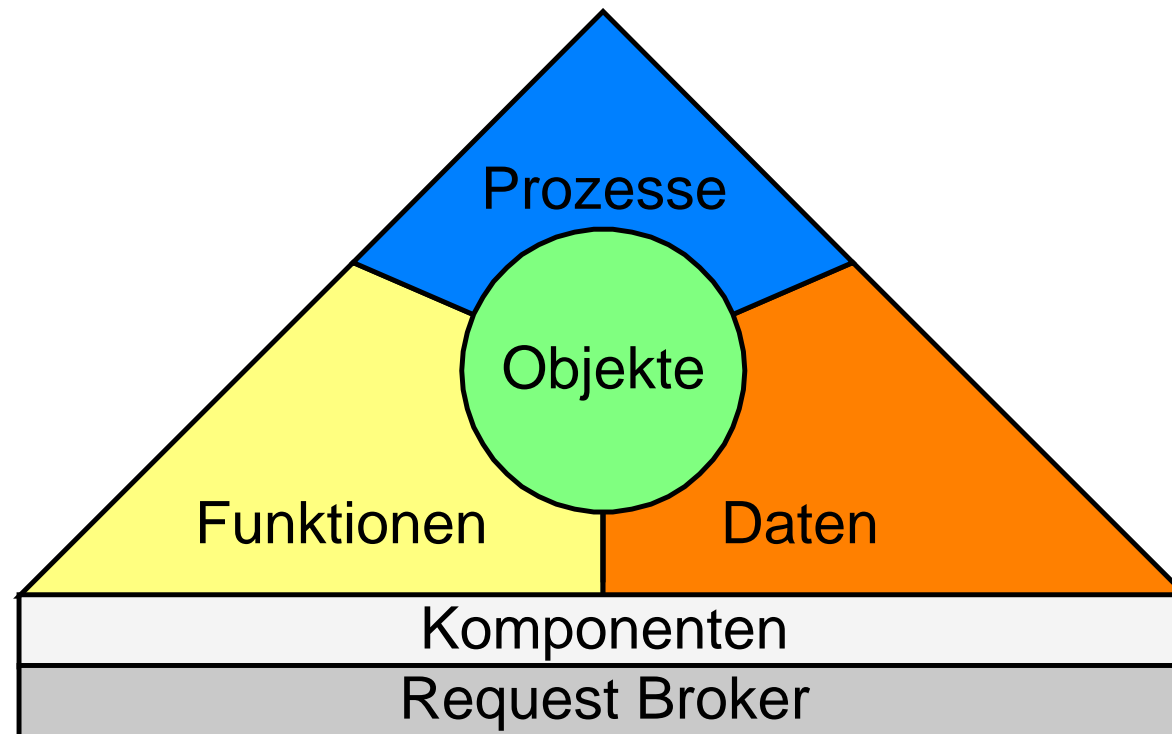 Prozesse
Objekte
Funktionen
Daten
Komponenten
Request Broker